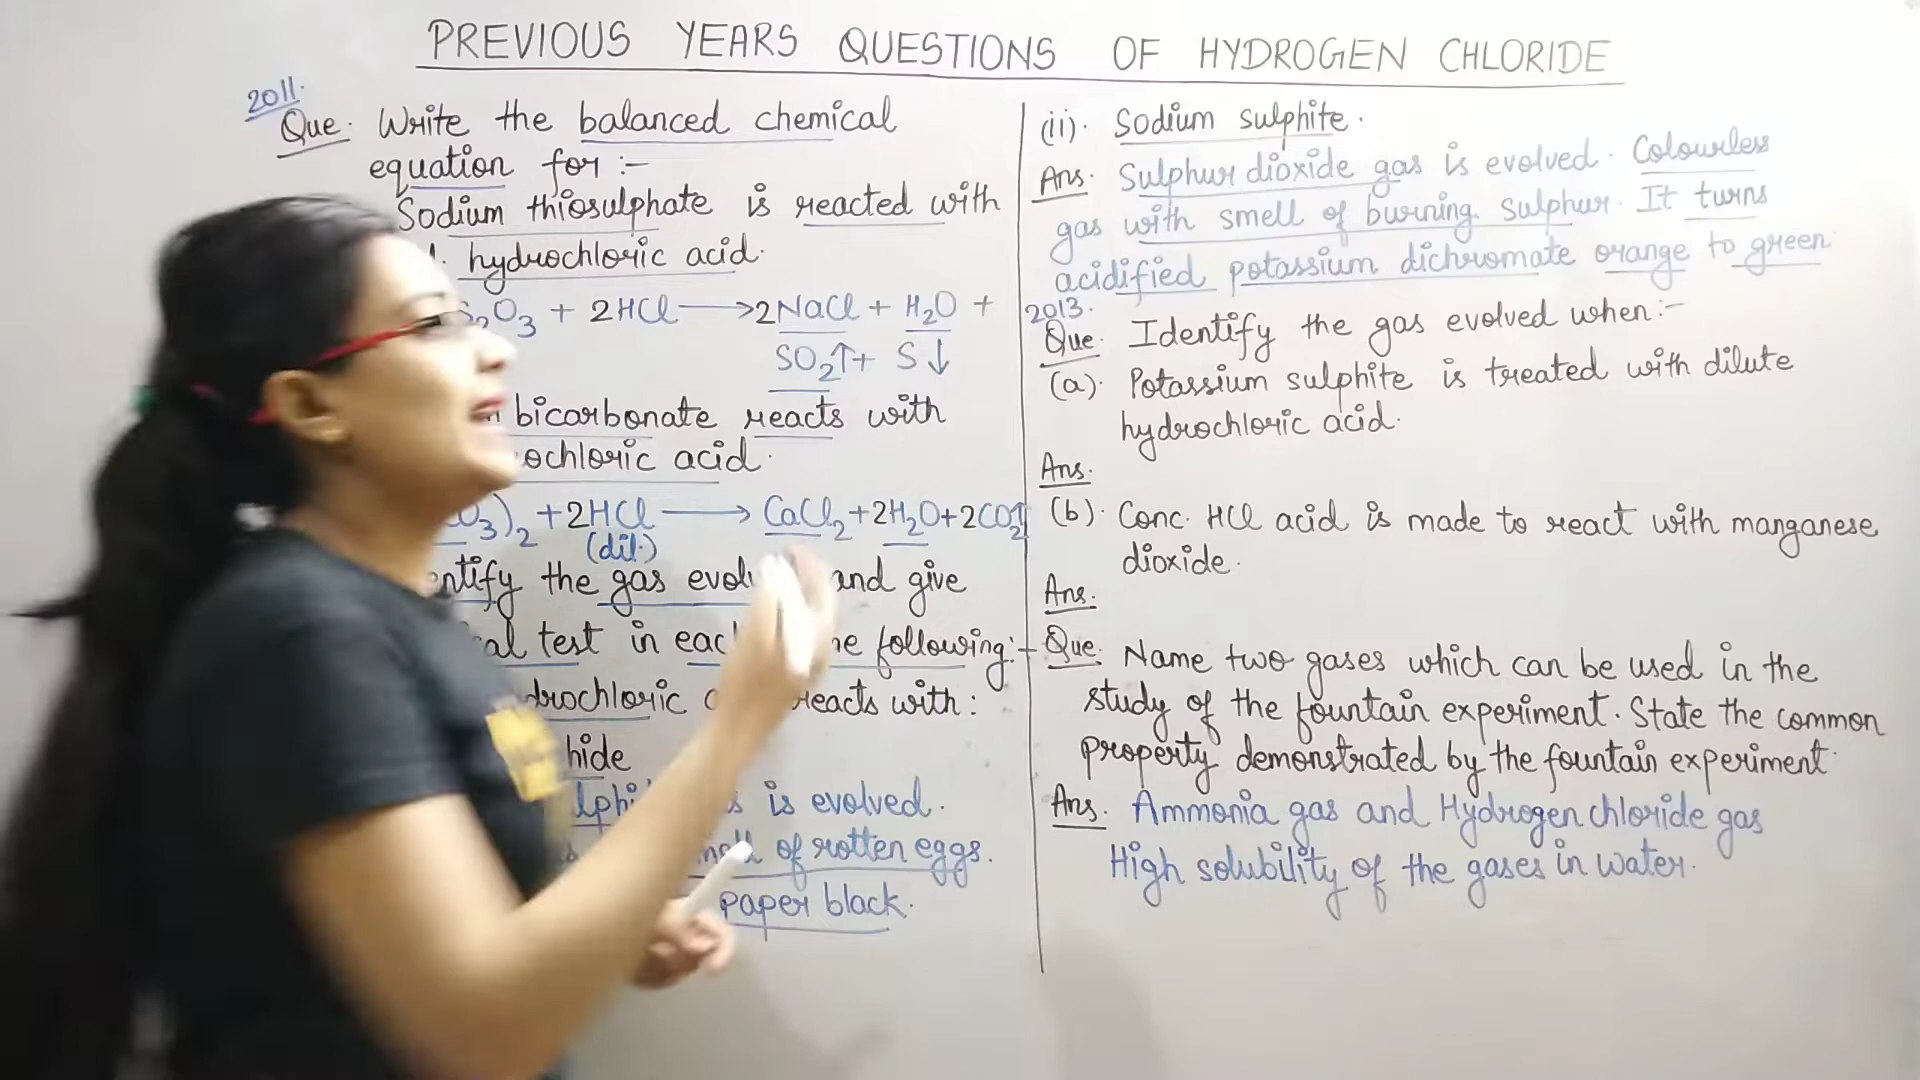 PREVIOUS YEARS QUESTIONS OF HYDROGEN CHLORIDE
2011.
Que. Write the balanced chemical
equation for :-
Sodium thiosulphate is reacted with
hydrochloric acid.
S₂O₃ + 2HCl → 2NaCl + H₂O +
SO₂↑ + S↓
bicarbonate reacts with
ochloric acid.
O₃)₂ + 2HCl → CaCl₂ + 2H₂O + 2CO₂↑
(dil.)
entify the gas and give
al test in following:-
drochloric reacts with:
hide
is evolved.
of rotten eggs.
paper black.
(ii). Sodium sulphite.
Ans. Sulphur dioxide gas is evolved. Colourless
gas with smell of burning sulphur. It turns
acidified potassium dichromate orange to green.
2013.
Que. Identify the gas evolved when:-
(a). Potassium sulphite is treated with dilute
hydrochloric acid.
Ans.
(b). Conc. HCl acid is made to react with manganese
dioxide.
Ans.
Que. Name two gases which can be used in the
study of the fountain experiment. State the common
property demonstrated by the fountain experiment.
Ans. Ammonia gas and Hydrogen chloride gas
High solubility of the gases in water.